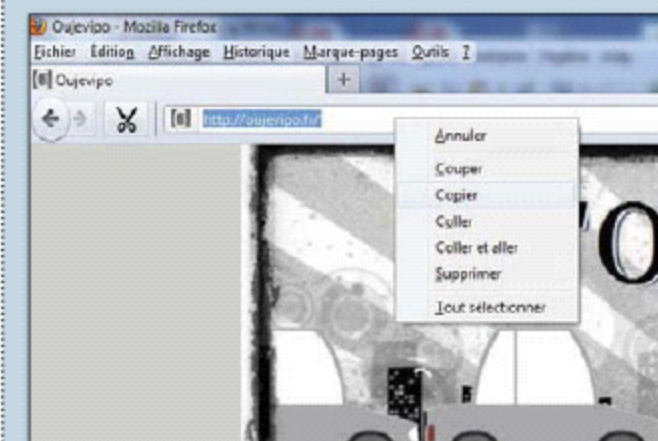 Oujevipo - Mozilla Firefox
Fichier Édition Affichage Historique Marque-pages Outils ?
Oujevipo +
http://oujevipo.fr/
Annuler
Couper
Copier
Coller
Coller et aller
Supprimer
Tout sélectionner
'O